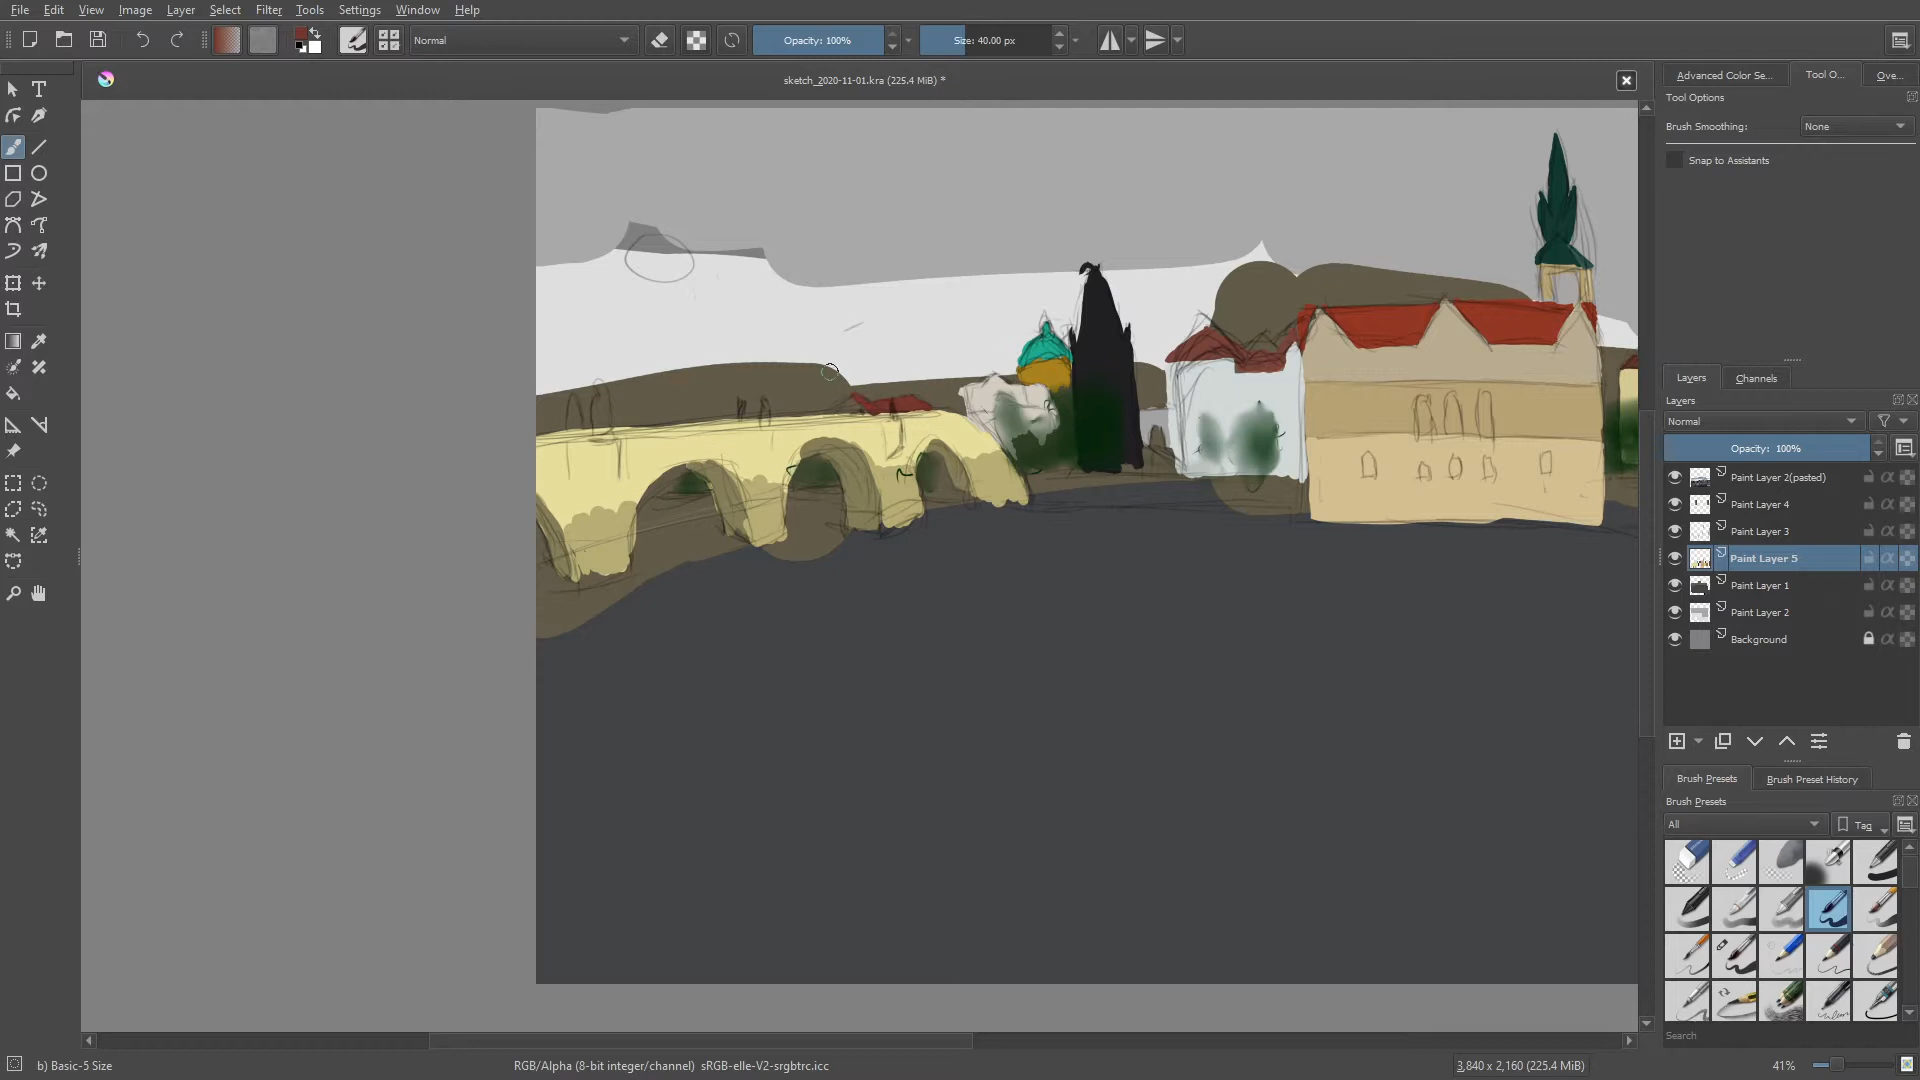 File Edit View Image Layer Select Filter Tools Settings Window Help
Normal Opacity: 100% Size: 40.00 px
sketch_2020-11-01.kra (225.4 MiB) *
Advanced Color Se... Tool O... Ove...
Tool Options
Brush Smoothing: None
Snap to Assistants
Layers Channels
Layers
Normal
Opacity: 100%
Paint Layer 2(pasted)
Paint Layer 4
Paint Layer 3
Paint Layer 5
Paint Layer 1
Paint Layer 2
Background
Brush Presets Brush Preset History
Brush Presets
All Tag
Search
b) Basic-5 Size RGB/Alpha (8-bit integer/channel) sRGB-elle-V2-srgbtrc.icc 3,840 x 2,160 (225.4 MiB) 41%